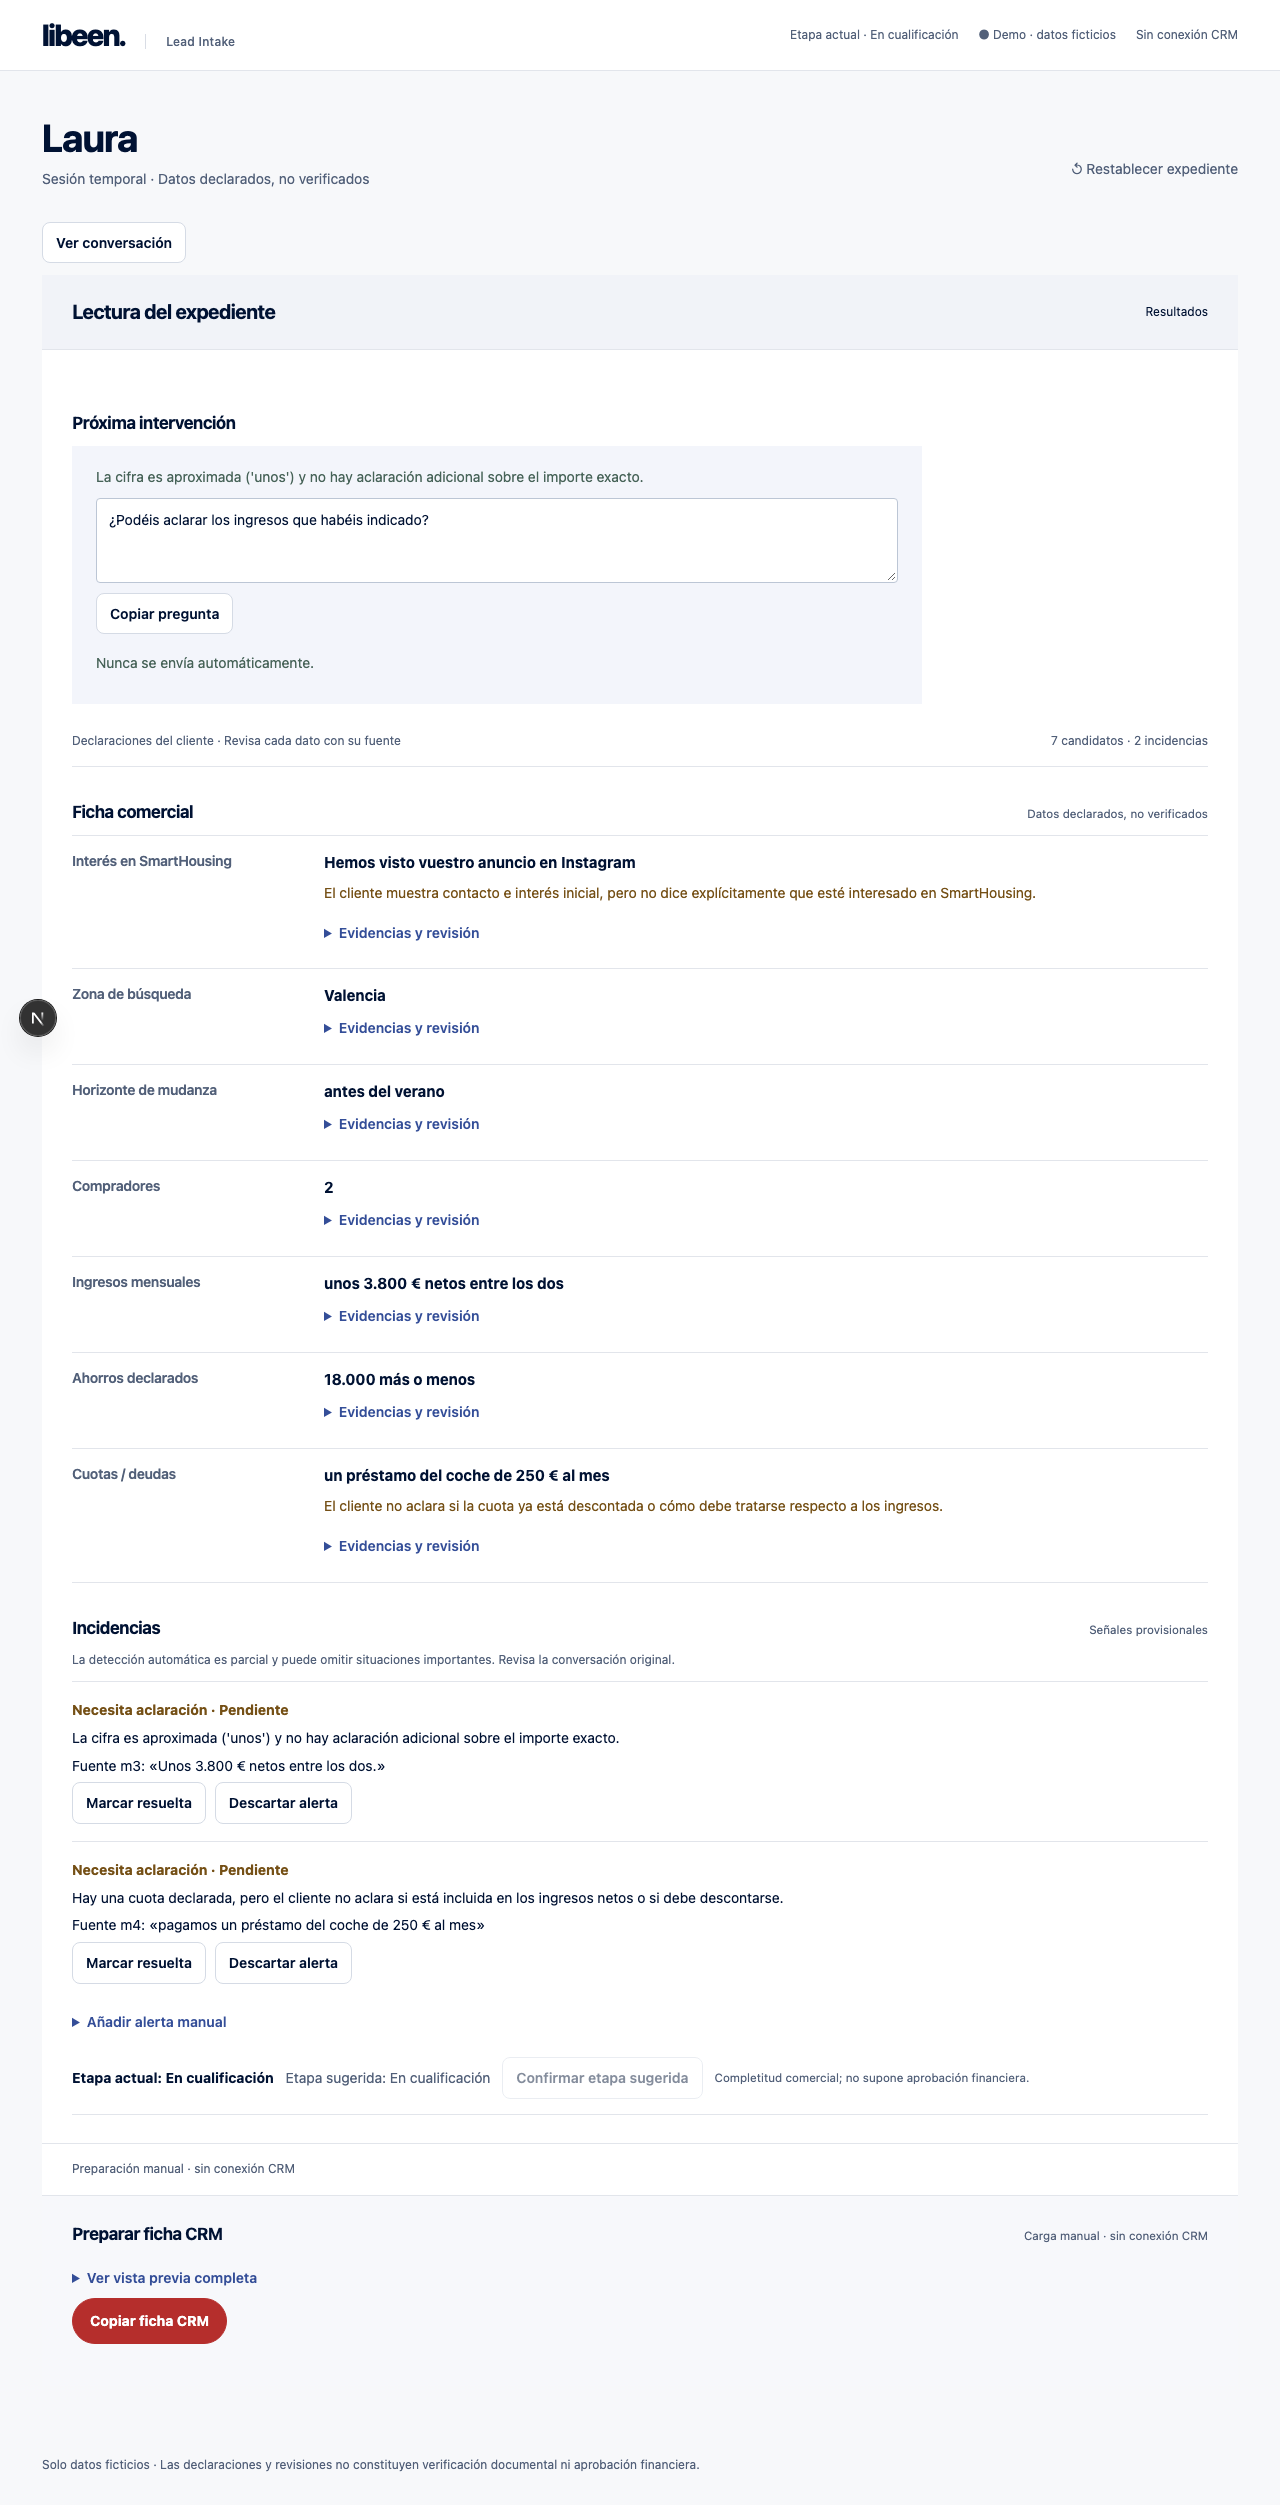 libeen.
Lead Intake
Etapa actual · En cualificación
● Demo · datos ficticios
Sin conexión CRM
Laura
Sesión temporal · Datos declarados, no verificados
↺ Restablecer expediente
Ver conversación
Lectura del expediente
Resultados
Próxima intervención
La cifra es aproximada ('unos') y no hay aclaración adicional sobre el importe exacto.
¿Podéis aclarar los ingresos que habéis indicado?
Copiar pregunta
Nunca se envía automáticamente.
Declaraciones del cliente · Revisa cada dato con su fuente
7 candidatos · 2 incidencias
Ficha comercial
Datos declarados, no verificados
Interés en SmartHousing
Hemos visto vuestro anuncio en Instagram
El cliente muestra contacto e interés inicial, pero no dice explícitamente que esté interesado en SmartHousing.
▶ Evidencias y revisión
Zona de búsqueda
Valencia
▶ Evidencias y revisión
Horizonte de mudanza
antes del verano
▶ Evidencias y revisión
Compradores
2
▶ Evidencias y revisión
Ingresos mensuales
unos 3.800 € netos entre los dos
▶ Evidencias y revisión
Ahorros declarados
18.000 más o menos
▶ Evidencias y revisión
Cuotas / deudas
un préstamo del coche de 250 € al mes
El cliente no aclara si la cuota ya está descontada o cómo debe tratarse respecto a los ingresos.
▶ Evidencias y revisión
Incidencias
Señales provisionales
La detección automática es parcial y puede omitir situaciones importantes. Revisa la conversación original.
Necesita aclaración · Pendiente
La cifra es aproximada ('unos') y no hay aclaración adicional sobre el importe exacto.
Fuente m3: «Unos 3.800 € netos entre los dos.»
Marcar resuelta
Descartar alerta
Necesita aclaración · Pendiente
Hay una cuota declarada, pero el cliente no aclara si está incluida en los ingresos netos o si debe descontarse.
Fuente m4: «pagamos un préstamo del coche de 250 € al mes»
Marcar resuelta
Descartar alerta
▶ Añadir alerta manual
Etapa actual: En cualificación
Etapa sugerida: En cualificación
Confirmar etapa sugerida
Completitud comercial; no supone aprobación financiera.
Preparación manual · sin conexión CRM
Preparar ficha CRM
Carga manual · sin conexión CRM
▶ Ver vista previa completa
Copiar ficha CRM
Solo datos ficticios · Las declaraciones y revisiones no constituyen verificación documental ni aprobación financiera.
N